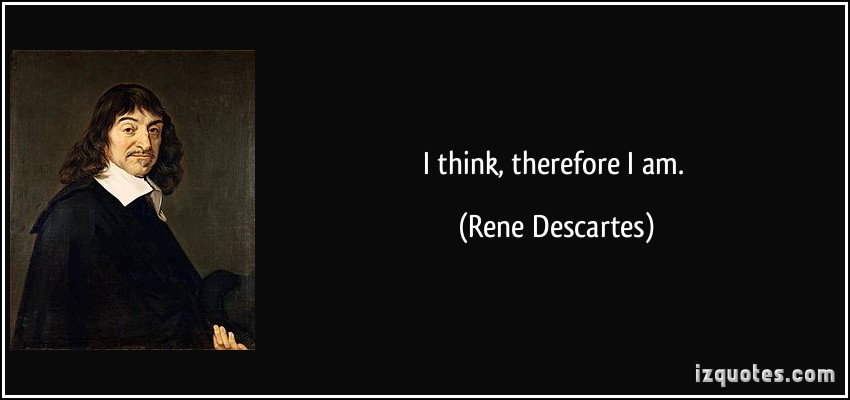 I think, therefore I am.
(Rene Descartes)
izquotes.com